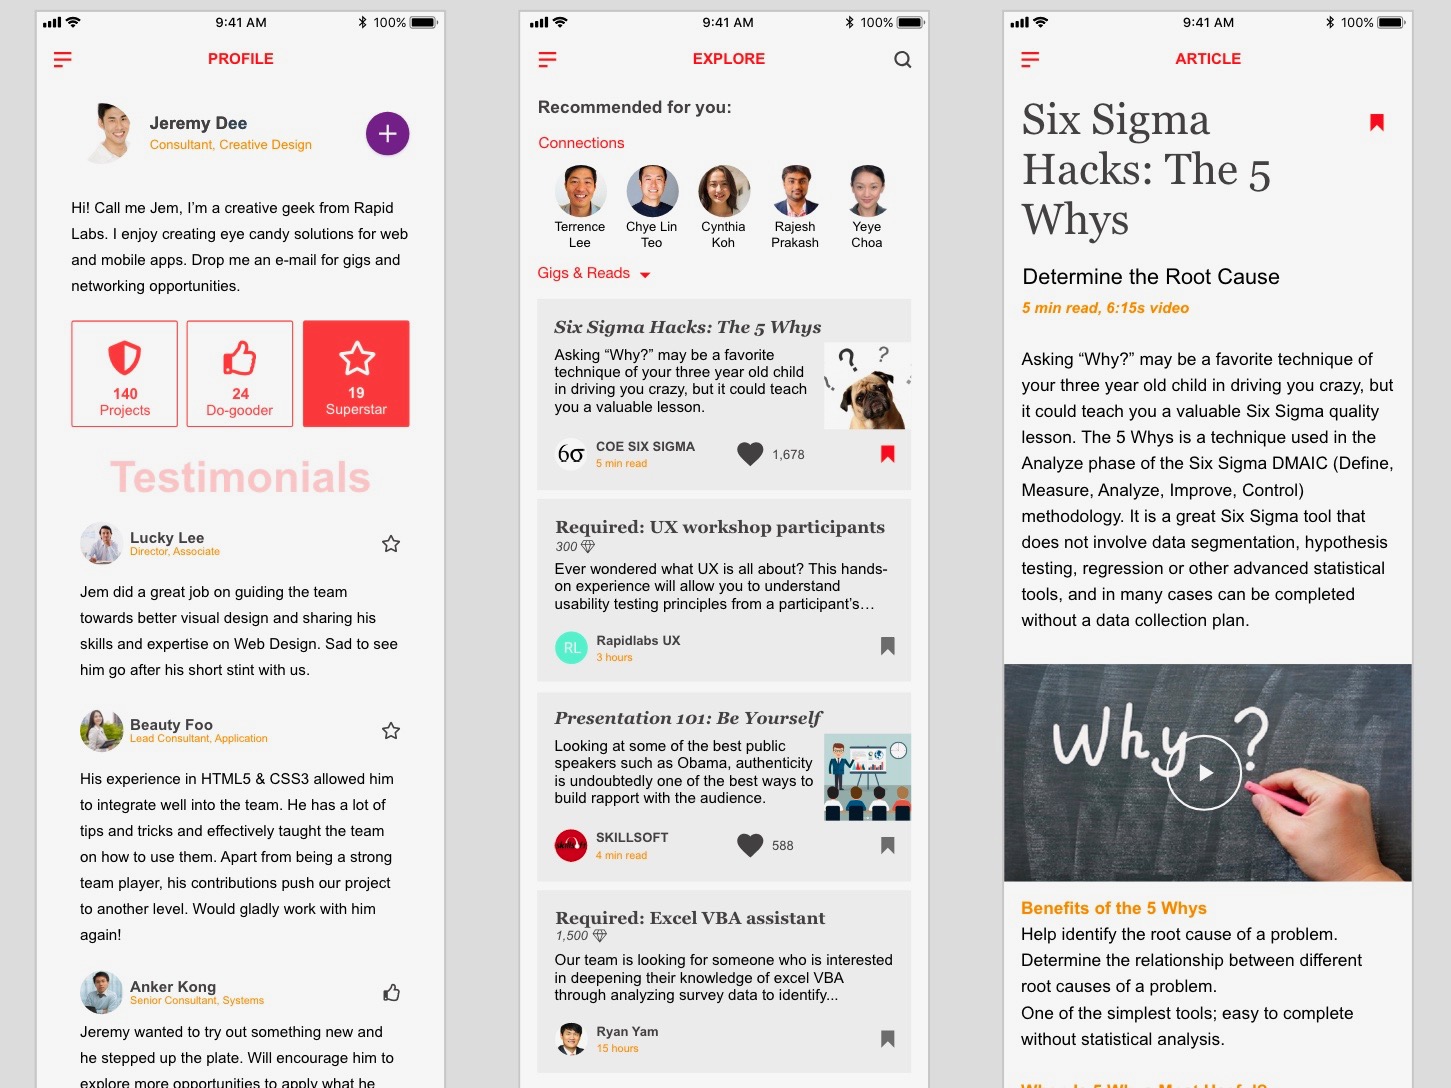 9:41 AM
100%
PROFILE
Jeremy Dee
Consultant, Creative Design
Hi! Call me Jem, I'm a creative geek from Rapid
Labs. I enjoy creating eye candy solutions for web
and mobile apps. Drop me an e-mail for gigs and
networking opportunities.
140
Projects
24
Do-gooder
19
Superstar
Testimonials
Lucky Lee
Director, Associate
Jem did a great job on guiding the team
towards better visual design and sharing his
skills and expertise on Web Design. Sad to see
him go after his short stint with us.
Beauty Foo
Lead Consultant, Application
His experience in HTML5 & CSS3 allowed him
to integrate well into the team. He has a lot of
tips and tricks and effectively taught the team
on how to use them. Apart from being a strong
team player, his contributions push our project
to another level. Would gladly work with him
again!
Anker Kong
Senior Consultant, Systems
Jeremy wanted to try out something new and
he stepped up the plate. Will encourage him to
explore more opportunities to apply what he
9:41 AM
100%
EXPLORE
Recommended for you:
Connections
Terrence
Lee
Chye Lin
Teo
Cynthia
Koh
Rajesh
Prakash
Yeye
Choa
Gigs & Reads
Six Sigma Hacks: The 5 Whys
Asking “Why?” may be a favorite
technique of your three year old child
in driving you crazy, but it could teach
you a valuable lesson.
6σ
COE SIX SIGMA
5 min read
1,678
Required: UX workshop participants
300
Ever wondered what UX is all about? This hands-
on experience will allow you to understand
usability testing principles from a participant's…
RL
Rapidlabs UX
3 hours
Presentation 101: Be Yourself
Looking at some of the best public
speakers such as Obama, authenticity
is undoubtedly one of the best ways to
build rapport with the audience.
SKILLSOFT
4 min read
588
Required: Excel VBA assistant
1,500
Our team is looking for someone who is interested
in deepening their knowledge of excel VBA
through analyzing survey data to identify...
Ryan Yam
15 hours
9:41 AM
100%
ARTICLE
Six Sigma
Hacks: The 5
Whys
Determine the Root Cause
5 min read, 6:15s video
Asking “Why?” may be a favorite technique of
your three year old child in driving you crazy, but
it could teach you a valuable Six Sigma quality
lesson. The 5 Whys is a technique used in the
Analyze phase of the Six Sigma DMAIC (Define,
Measure, Analyze, Improve, Control)
methodology. It is a great Six Sigma tool that
does not involve data segmentation, hypothesis
testing, regression or other advanced statistical
tools, and in many cases can be completed
without a data collection plan.
Why?
Benefits of the 5 Whys
Help identify the root cause of a problem.
Determine the relationship between different
root causes of a problem.
One of the simplest tools; easy to complete
without statistical analysis.